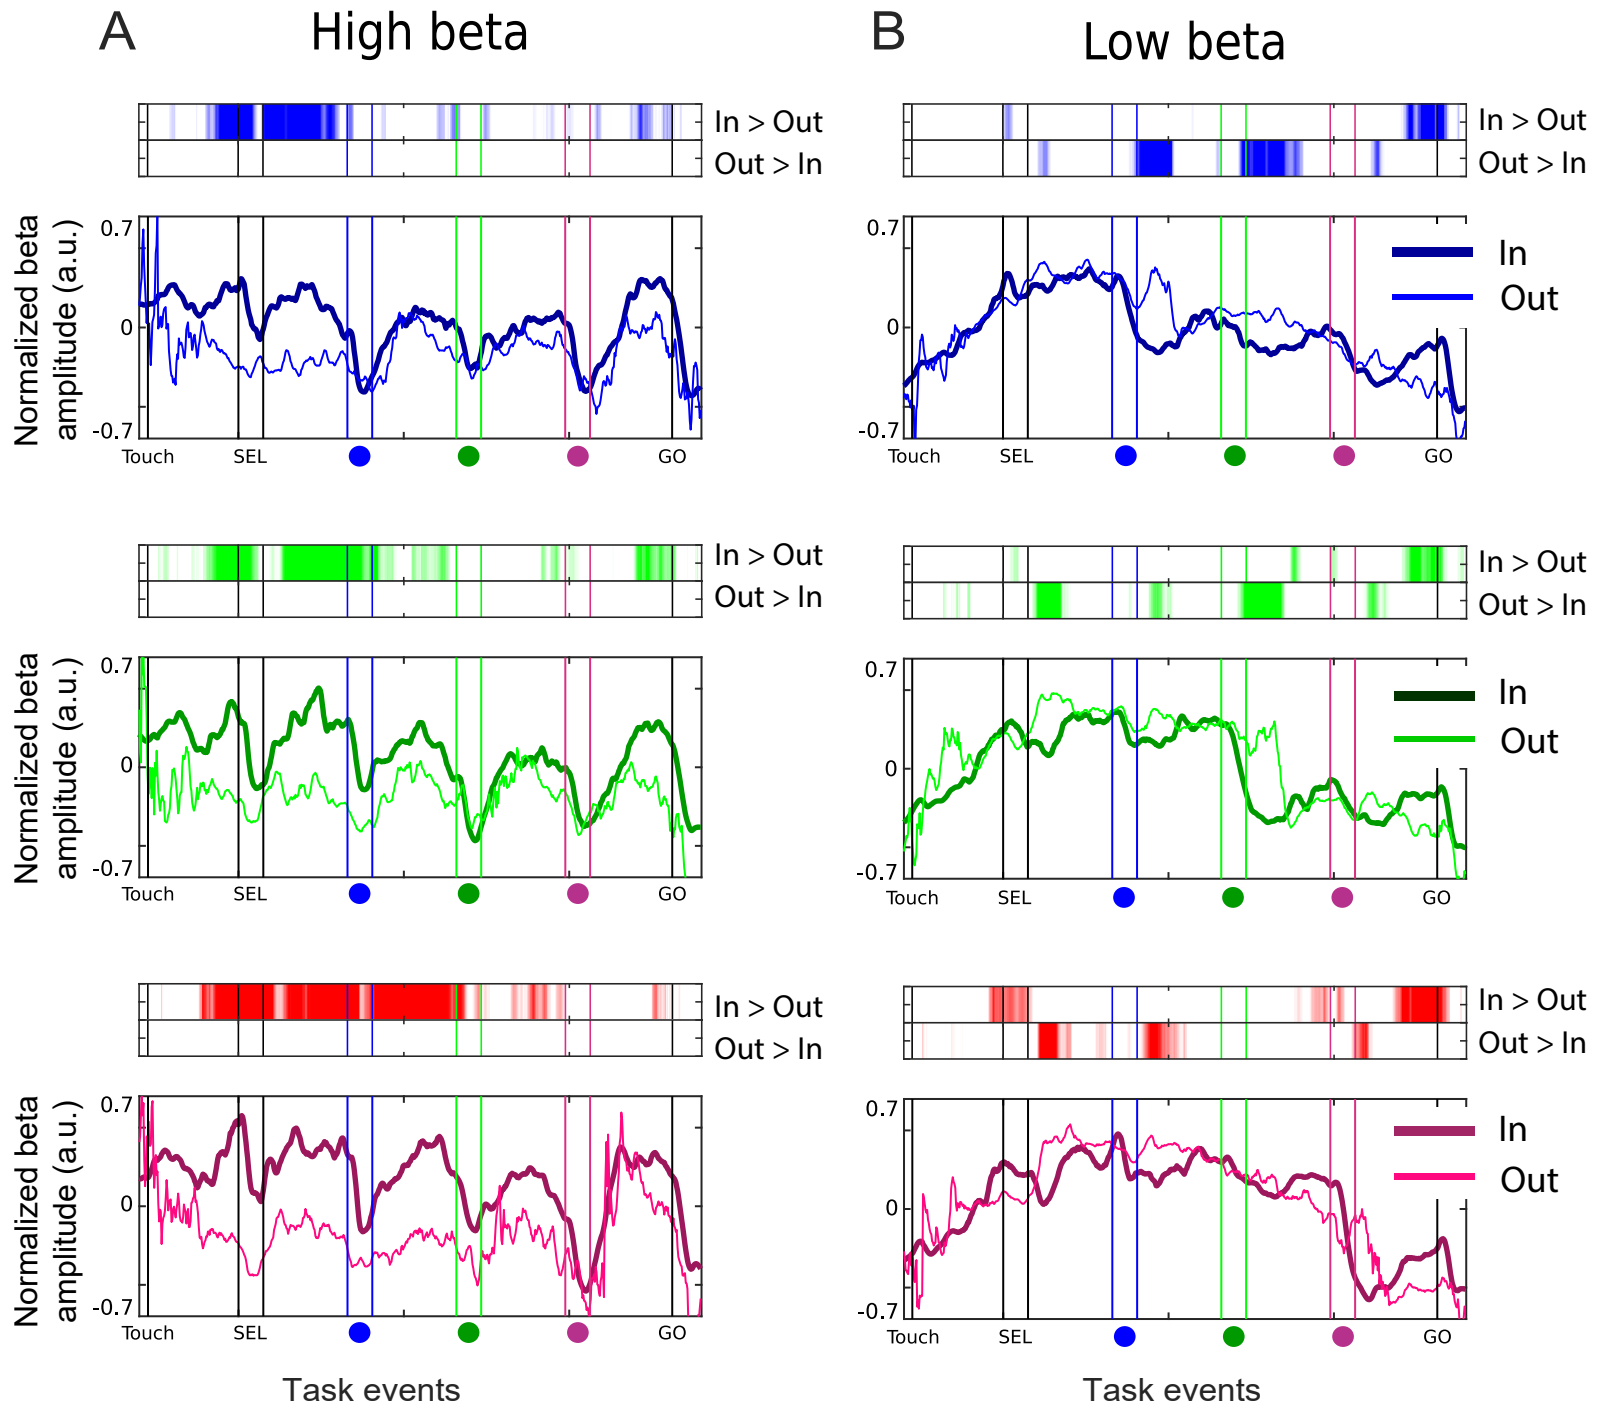 A
High beta
B
Low beta
In > Out
Out > In
In > Out
Out > In
Normalized beta
amplitude (a.u.)
0.7
0
-0.7
Touch
SEL
GO
0.7
0
-0.7
Touch
SEL
GO
In
Out
In > Out
Out > In
In > Out
Out > In
Normalized beta
amplitude (a.u.)
0.7
0
-0.7
Touch
SEL
GO
0.7
0
-0.7
Touch
SEL
GO
In
Out
In > Out
Out > In
In > Out
Out > In
Normalized beta
amplitude (a.u.)
0.7
0
-0.7
Touch
SEL
GO
0.7
0
-0.7
Touch
SEL
GO
In
Out
Task events
Task events